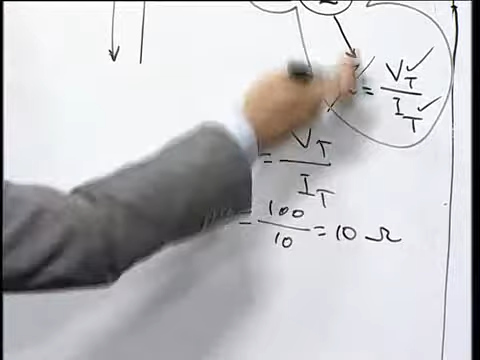 = V_T / I_T
= V_T / I_T
= 100 / 10 = 10 Ω